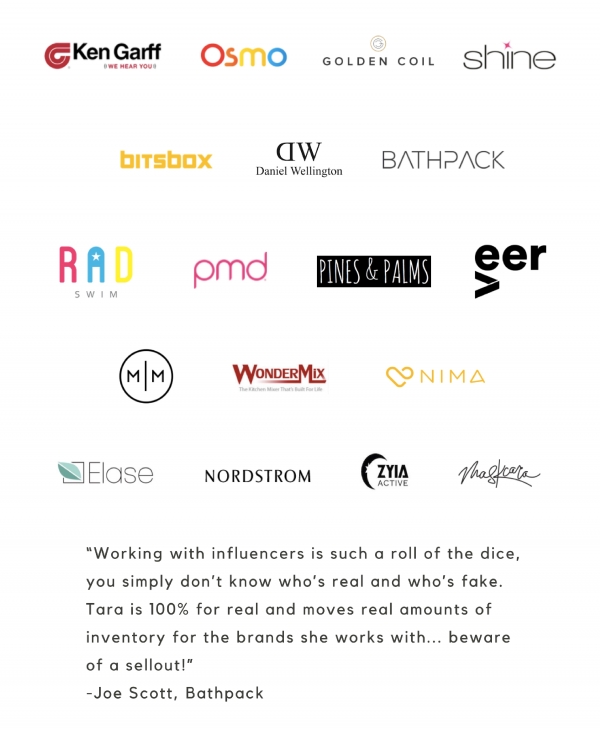 Ken Garff
WE HEAR YOU
Osmo
GOLDEN COIL
shine
bitsbox
DW
Daniel Wellington
BATHPACK
RAD
SWIM
pmd
PINES & PALMS
veer
M|M
WONDERMIX
The Kitchen Mixer That's Built For Life
NIMA
Elase
NORDSTROM
ZYIA
ACTIVE
maskcara
“Working with influencers is such a roll of the dice,
you simply don’t know who’s real and who’s fake.
Tara is 100% for real and moves real amounts of
inventory for the brands she works with... beware
of a sellout!”
-Joe Scott, Bathpack